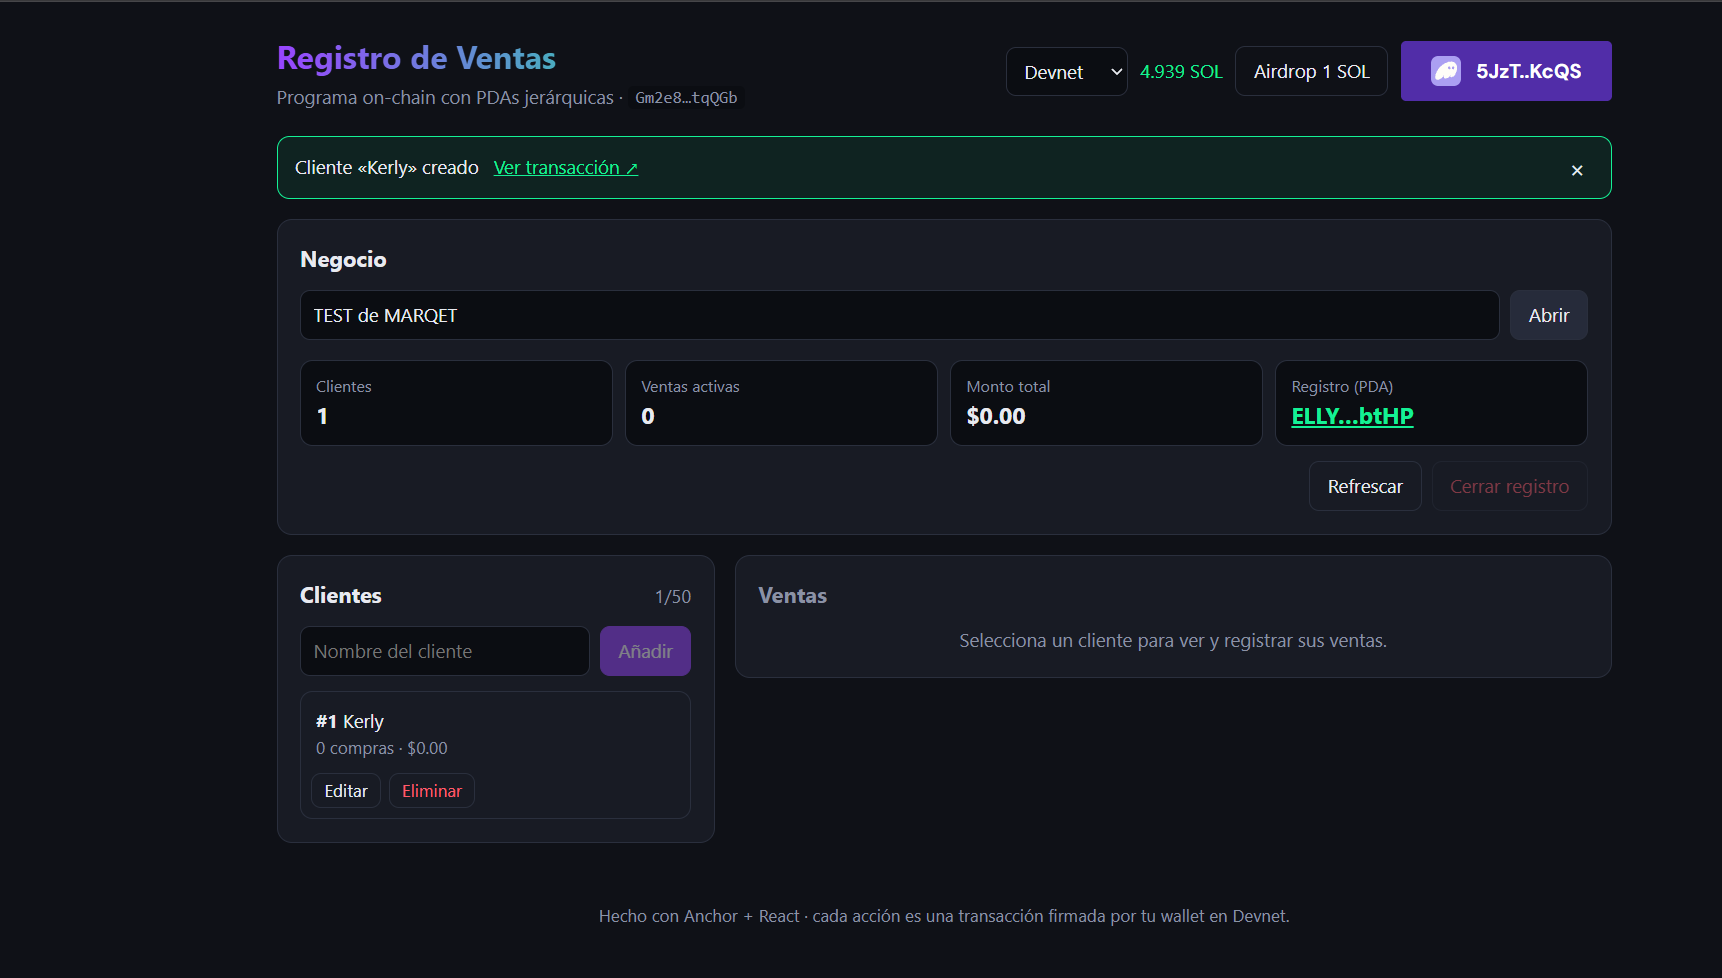 Registro de Ventas
Programa on-chain con PDAs jerárquicas · Gm2e8…tqQGb
Devnet
4.939 SOL
Airdrop 1 SOL
5JzT..KcQS
Cliente «Kerly» creado Ver transacción ↗
×
Negocio
TEST de MARQET
Abrir
Clientes
1
Ventas activas
0
Monto total
$0.00
Registro (PDA)
ELLY…btHP
Refrescar
Cerrar registro
Clientes
1/50
Nombre del cliente
Añadir
#1 Kerly
0 compras · $0.00
Editar
Eliminar
Ventas
Selecciona un cliente para ver y registrar sus ventas.
Hecho con Anchor + React · cada acción es una transacción firmada por tu wallet en Devnet.